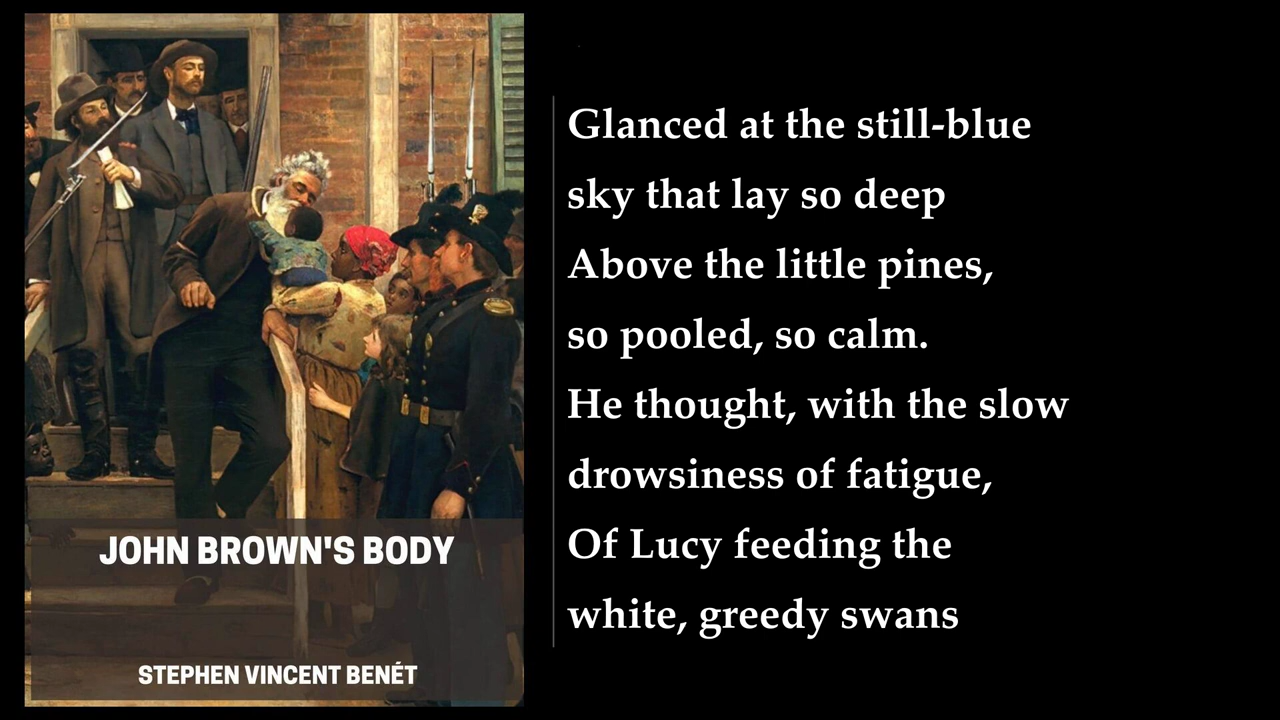 JOHN BROWN'S BODY
STEPHEN VINCENT BENÉT
Glanced at the still-blue
sky that lay so deep
Above the little pines,
so pooled, so calm.
He thought, with the slow
drowsiness of fatigue,
Of Lucy feeding the
white, greedy swans